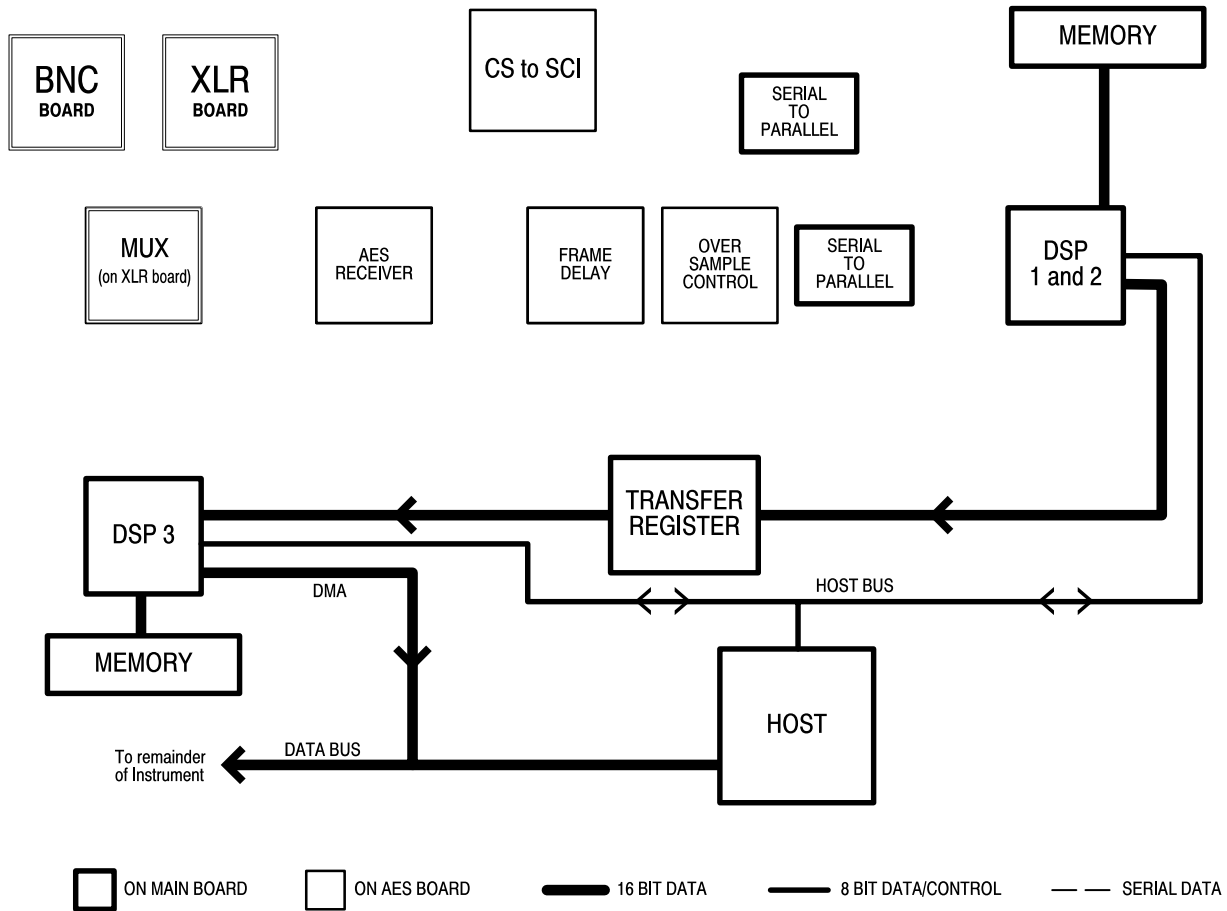 BNC
BOARD
XLR
BOARD
CS to SCI
SERIAL
TO
PARALLEL
MEMORY
MUX
(on XLR board)
AES
RECEIVER
FRAME
DELAY
OVER
SAMPLE
CONTROL
SERIAL
TO
PARALLEL
DSP
1 and 2
DSP 3
TRANSFER
REGISTER
DMA
HOST BUS
MEMORY
HOST
To remainder
of Instrument
DATA BUS
ON MAIN BOARD
ON AES BOARD
16 BIT DATA
8 BIT DATA/CONTROL
SERIAL DATA